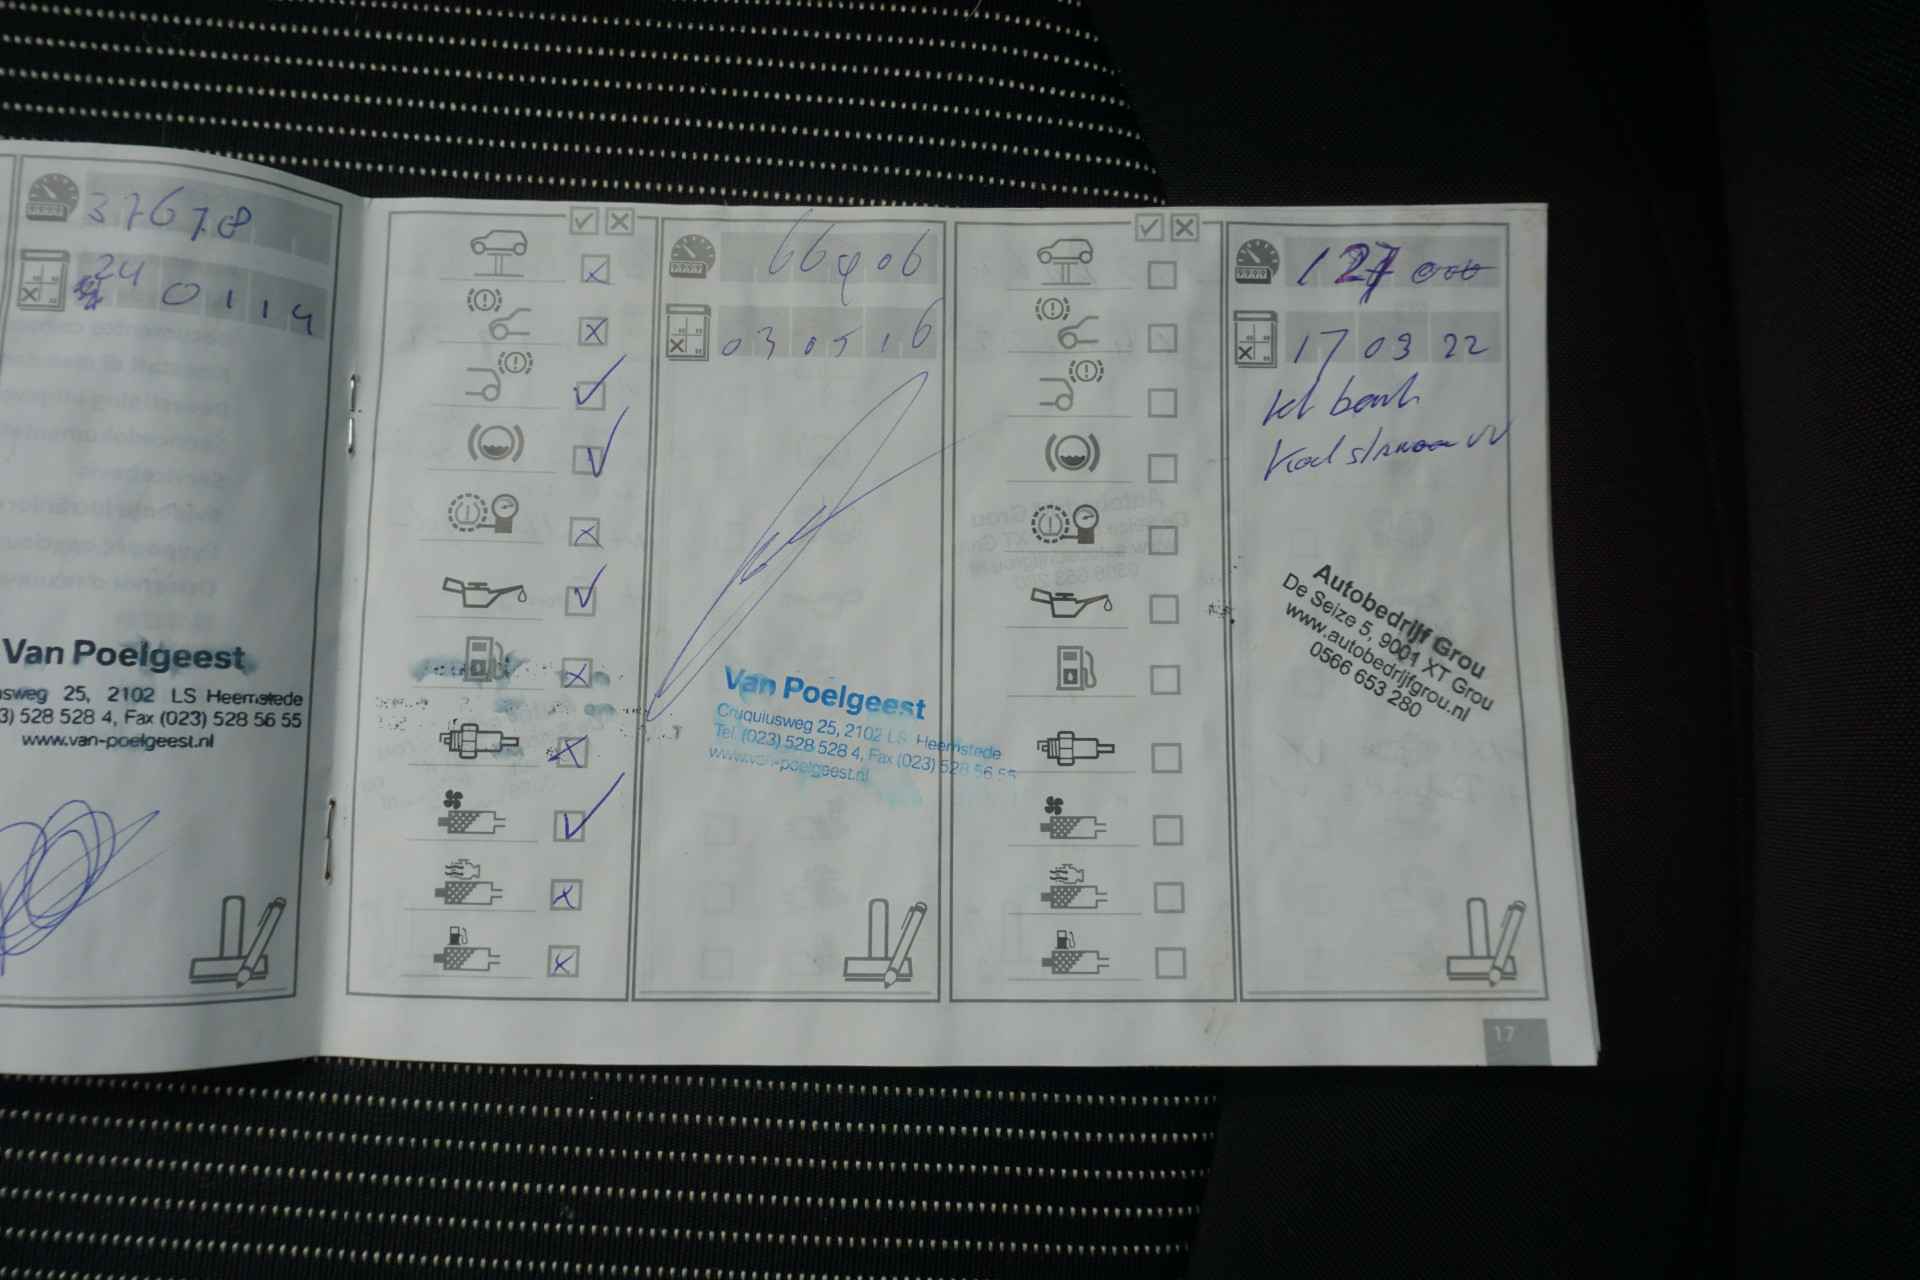 37678
24 01 14
Van Poelgeest
sweg 25, 2102 LS Heemstede
3) 528 528 4, Fax (023) 528 56 55
www.van-poelgeest.nl
66406
03 05 16
Van Poelgeest
Cruquiusweg 25, 2102 LS Heemstede
Tel. (023) 528 528 4, Fax (023) 528 56 55
www.van-poelgeest.nl
127000
17 03 22
Autobedrijf Grou
De Seize 5, 9001 XT Grou
www.autobedrijfgrou.nl
0566 653 280
17